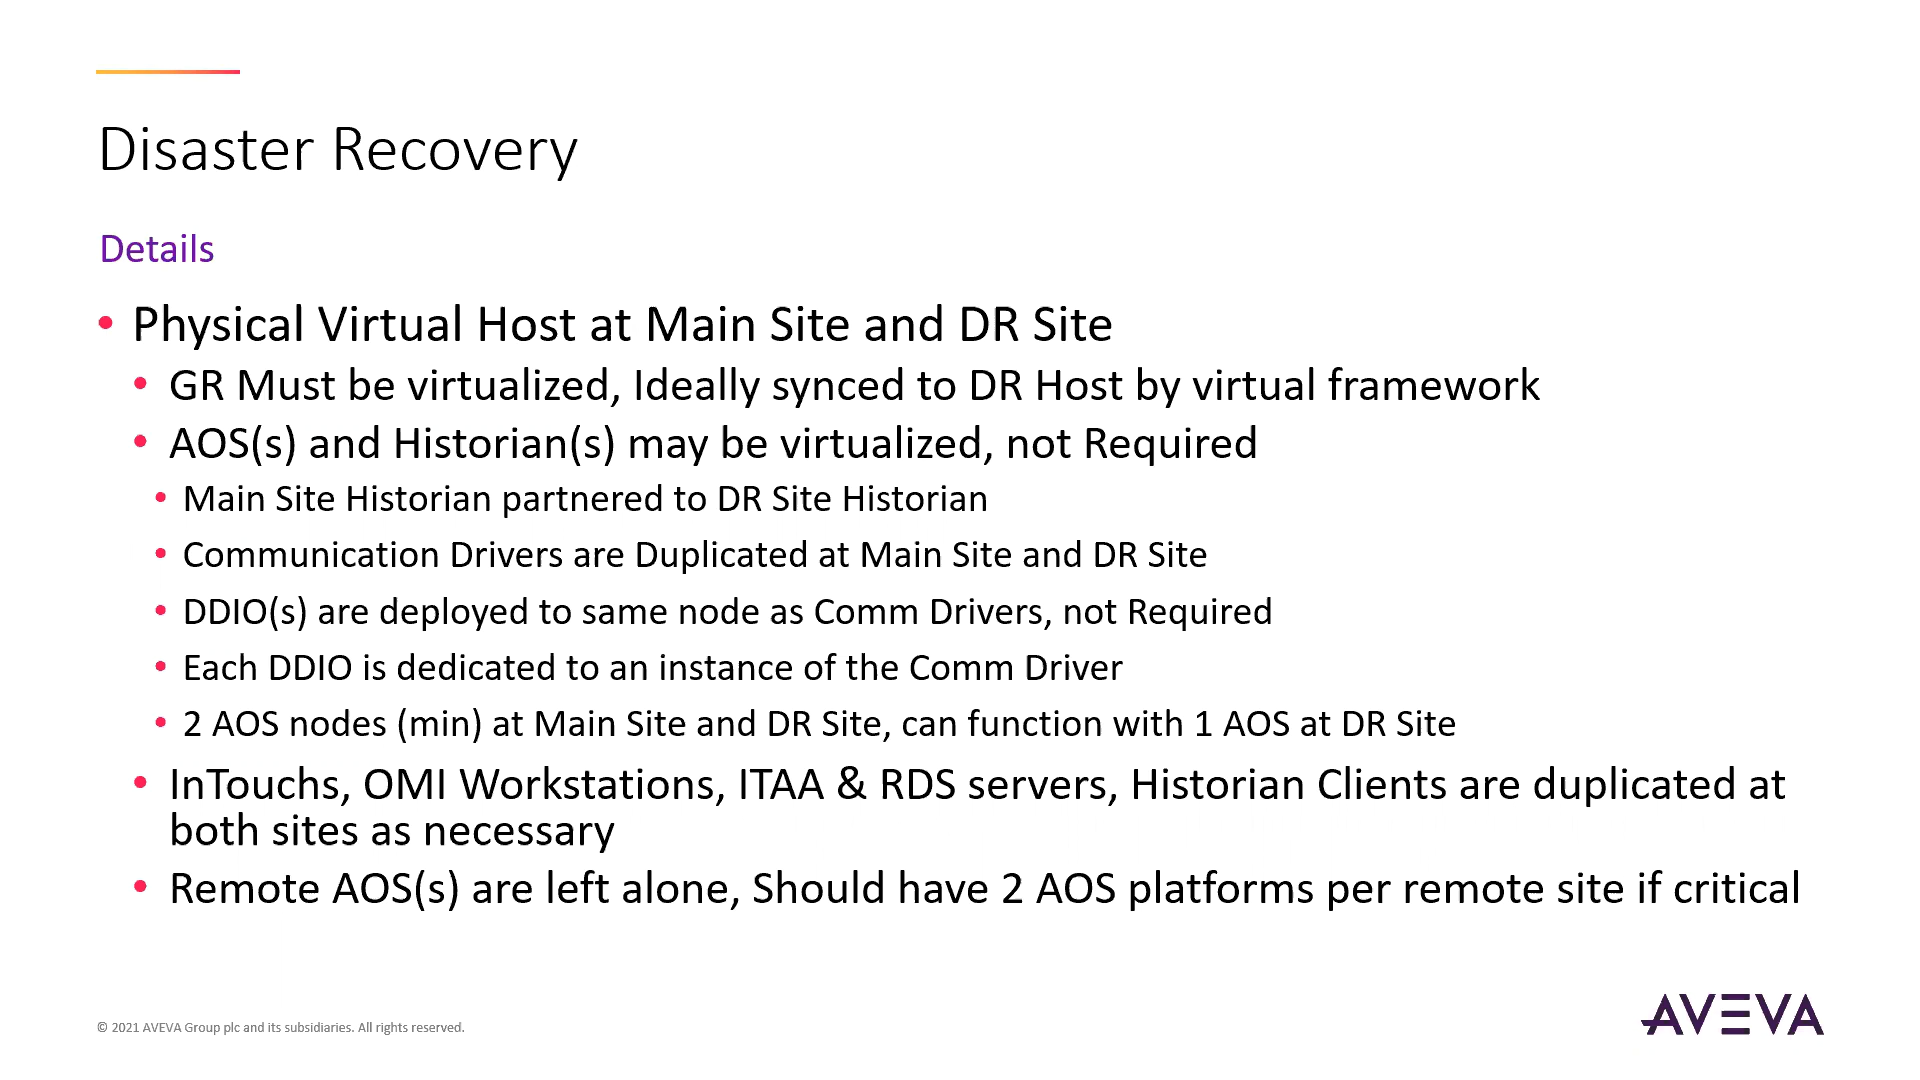 Disaster Recovery
Details
• Physical Virtual Host at Main Site and DR Site
• GR Must be virtualized, Ideally synced to DR Host by virtual framework
• AOS(s) and Historian(s) may be virtualized, not Required
• Main Site Historian partnered to DR Site Historian
• Communication Drivers are Duplicated at Main Site and DR Site
• DDIO(s) are deployed to same node as Comm Drivers, not Required
• Each DDIO is dedicated to an instance of the Comm Driver
• 2 AOS nodes (min) at Main Site and DR Site, can function with 1 AOS at DR Site
• InTouchs, OMI Workstations, ITAA & RDS servers, Historian Clients are duplicated at
both sites as necessary
• Remote AOS(s) are left alone, Should have 2 AOS platforms per remote site if critical
© 2021 AVEVA Group plc and its subsidiaries. All rights reserved.
AVEVA